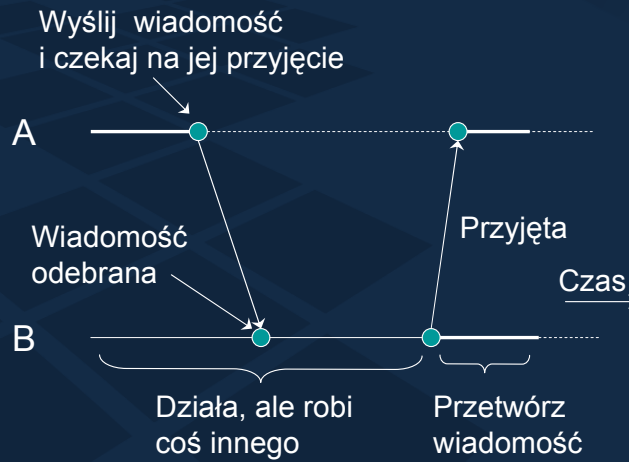 Wyślij wiadomość
i czekaj na jej przyjęcie
A
Wiadomość
odebrana
Przyjęta
Czas
B
Działa, ale robi
coś innego
Przetwórz
wiadomość